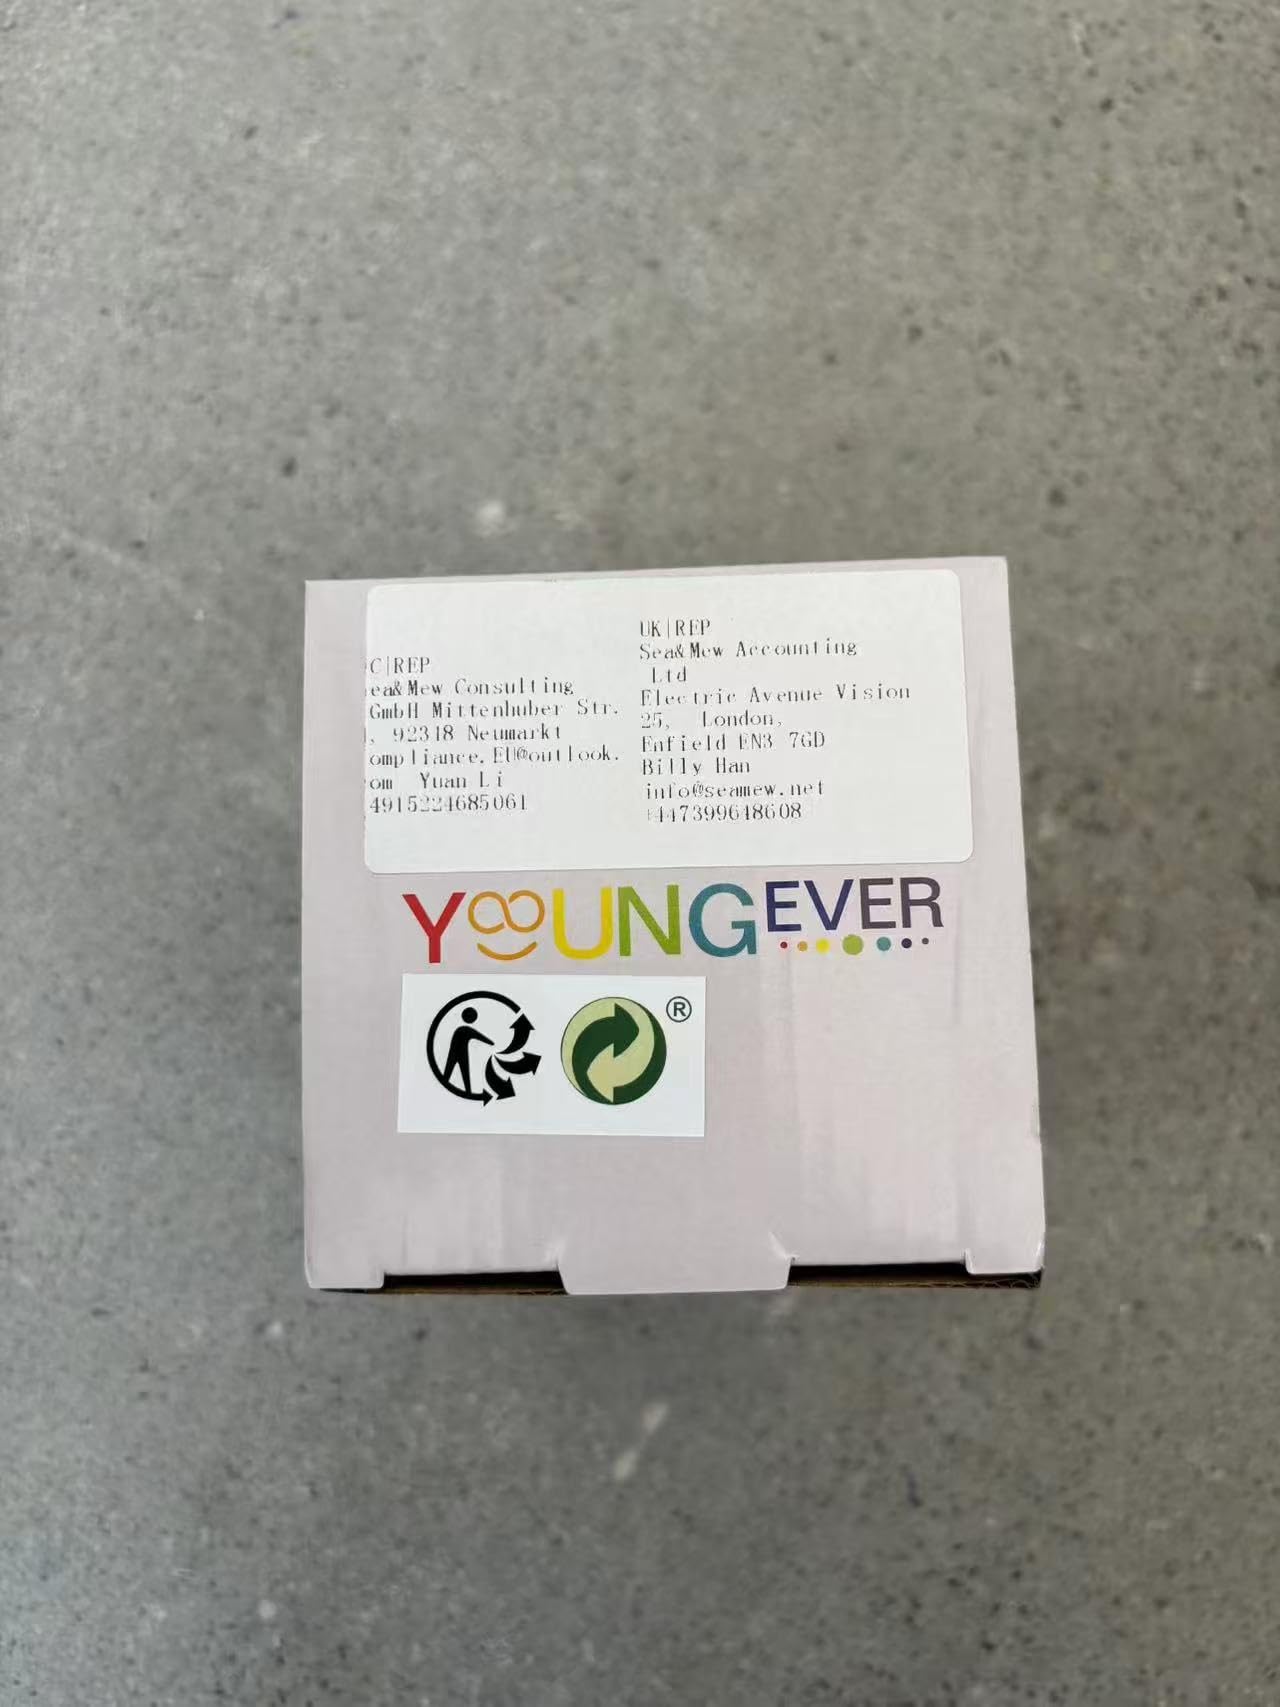 C|REP
ea&Mew Consulting
GmbH Mittenhuber Str.
, 92318 Neumarkt
ompliance.EU@outlook.
om Yuan Li
4915224685061
UK|REP
Sea&Mew Accounting
Ltd
Electric Avenue Vision
25, London,
Enfield EN3 7GD
Billy Han
info@seamew.net
447399648608
YOUNGEVER
®